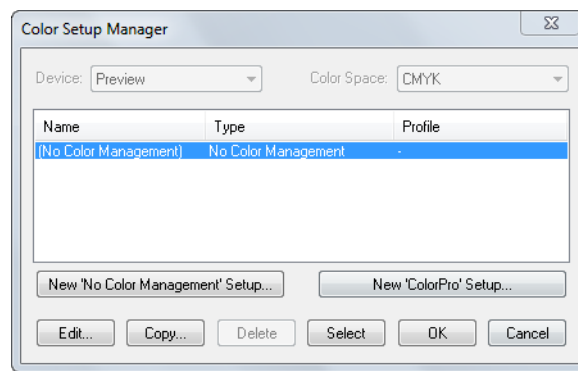 Color Setup Manager
Device: Preview Color Space: CMYK
Name Type Profile
(No Color Management) No Color Management -
New 'No Color Management' Setup... New 'ColorPro' Setup...
Edit... Copy... Delete Select OK Cancel